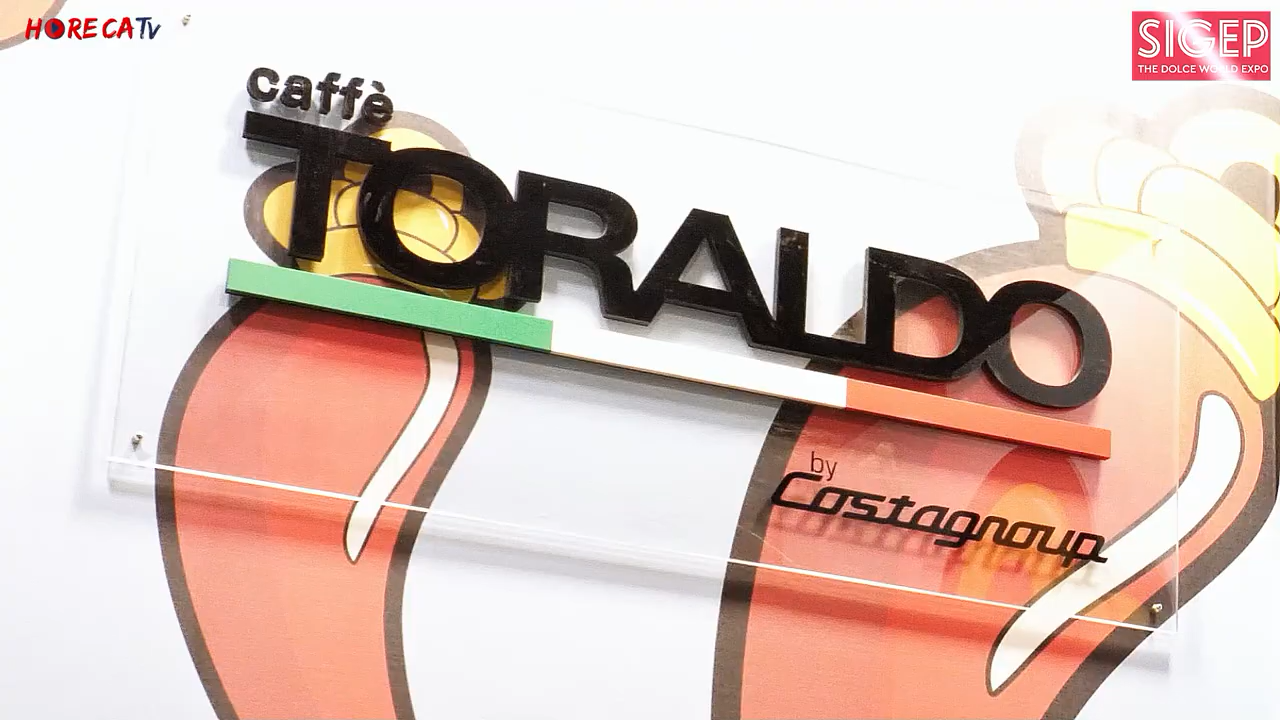 HORECATv
SIGEP
THE DOLCE WORLD EXPO
caffè
TORALDO
by
Costagroup